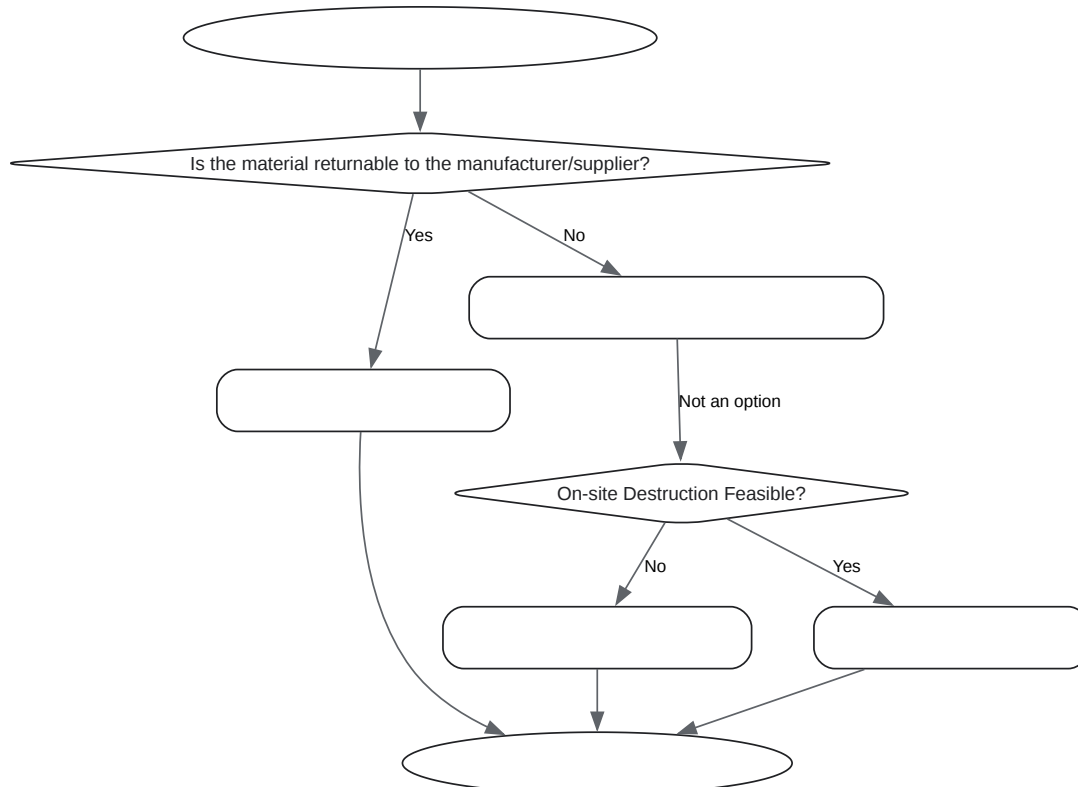 Is the material returnable to the manufacturer/supplier?
Yes
No
Not an option
On-site Destruction Feasible?
No
Yes